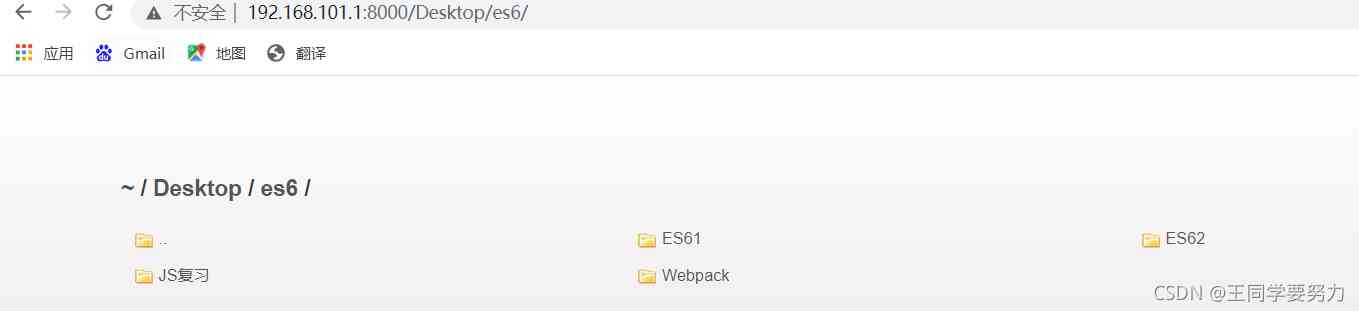 不安全 | 192.168.101.1:8000/Desktop/es6/
应用 Gmail 地图 翻译
~ / Desktop / es6 /
.. ES61 ES62
JS复习 Webpack
CSDN @王同学要努力